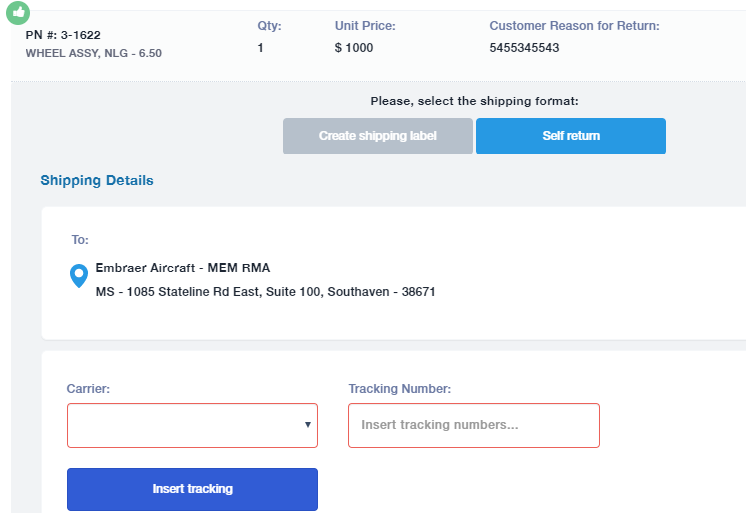 PN #: 3-1622
WHEEL ASSY, NLG - 6.50
Qty:
1
Unit Price:
$ 1000
Customer Reason for Return:
5455345543
Please, select the shipping format:
Create shipping label
Self return
Shipping Details
To:
Embraer Aircraft - MEM RMA
MS - 1085 Stateline Rd East, Suite 100, Southaven - 38671
Carrier:
Tracking Number:
Insert tracking numbers...
Insert tracking